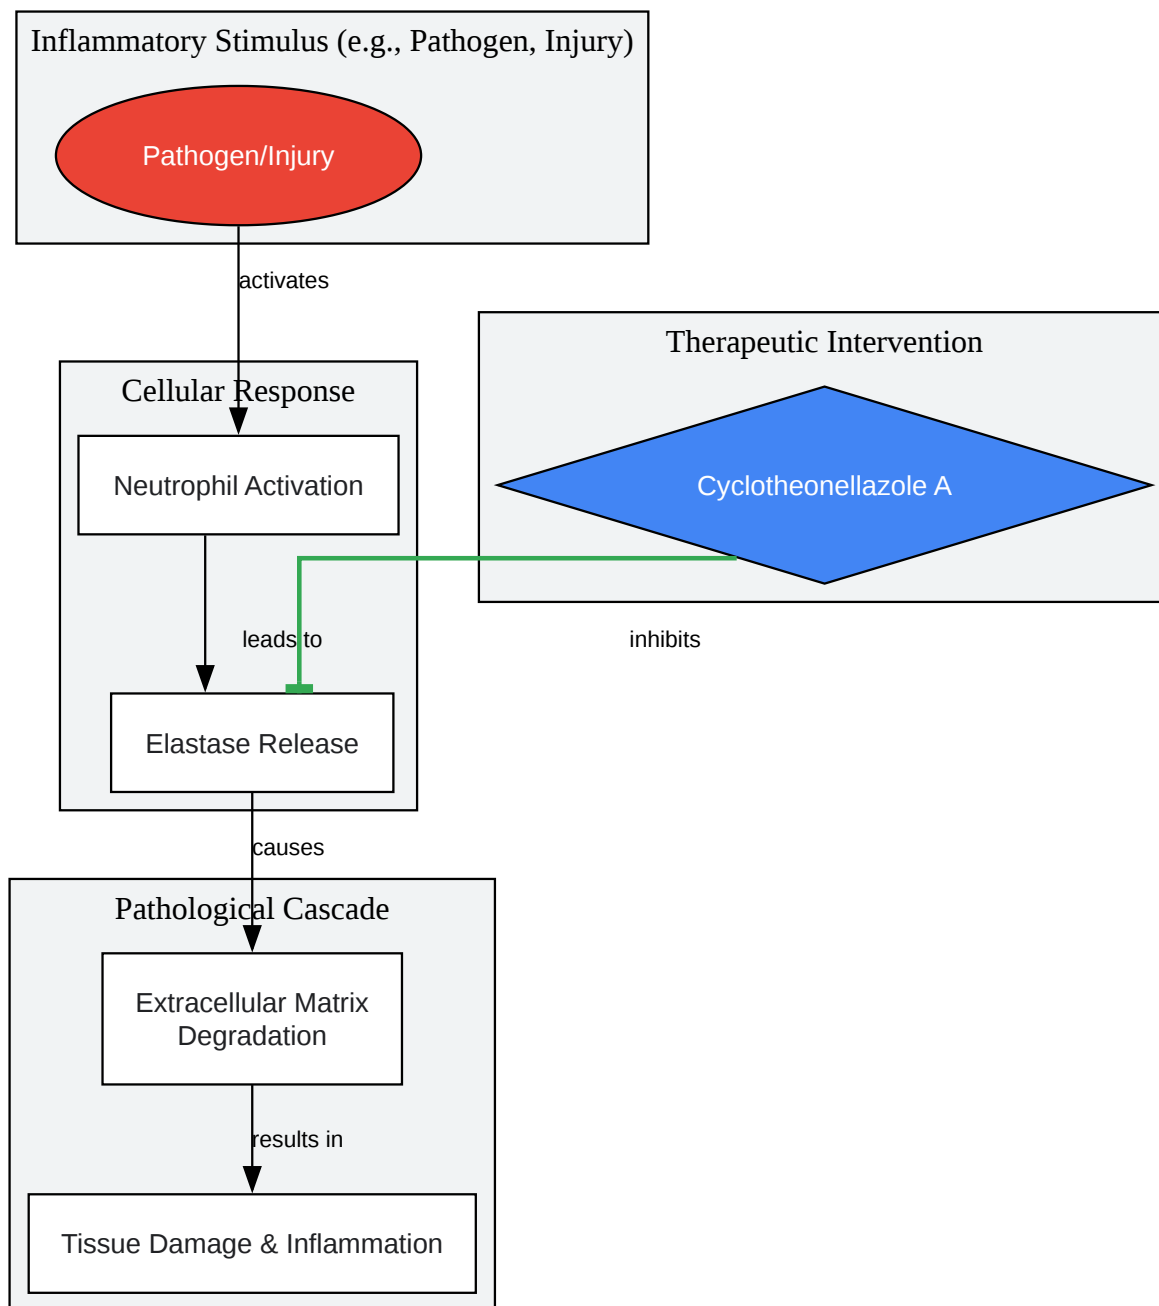 Inflammatory Stimulus (e.g., Pathogen, Injury)
Pathogen/Injury
activates
Therapeutic Intervention
Cellular Response
Neutrophil Activation
Cyclotheonellazole A
leads to
inhibits
Elastase Release
causes
Pathological Cascade
Extracellular Matrix
Degradation
results in
Tissue Damage & Inflammation